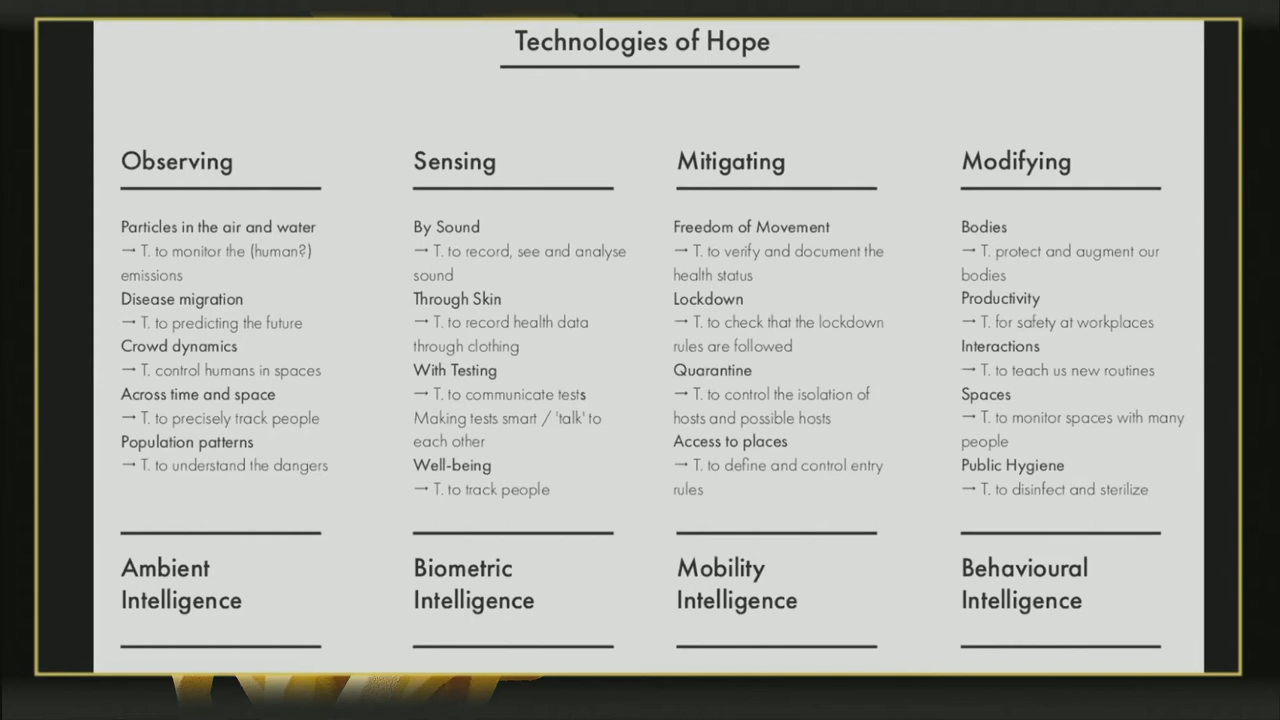 Technologies of Hope
Observing
Particles in the air and water
→ T. to monitor the (human?)
emissions
Disease migration
→ T. to predicting the future
Crowd dynamics
→ T. control humans in spaces
Across time and space
→ T. to precisely track people
Population patterns
→ T. to understand the dangers
Ambient
Intelligence
Sensing
By Sound
→ T. to record, see and analyse
sound
Through Skin
→ T. to record health data
through clothing
With Testing
→ T. to communicate tests
Making tests smart / 'talk' to
each other
Well-being
→ T. to track people
Biometric
Intelligence
Mitigating
Freedom of Movement
→ T. to verify and document the
health status
Lockdown
→ T. to check that the lockdown
rules are followed
Quarantine
→ T. to control the isolation of
hosts and possible hosts
Access to places
→ T. to define and control entry
rules
Mobility
Intelligence
Modifying
Bodies
→ T. protect and augment our
bodies
Productivity
→ T. for safety at workplaces
Interactions
→ T. to teach us new routines
Spaces
→ T. to monitor spaces with many
people
Public Hygiene
→ T. to disinfect and sterilize
Behavioural
Intelligence